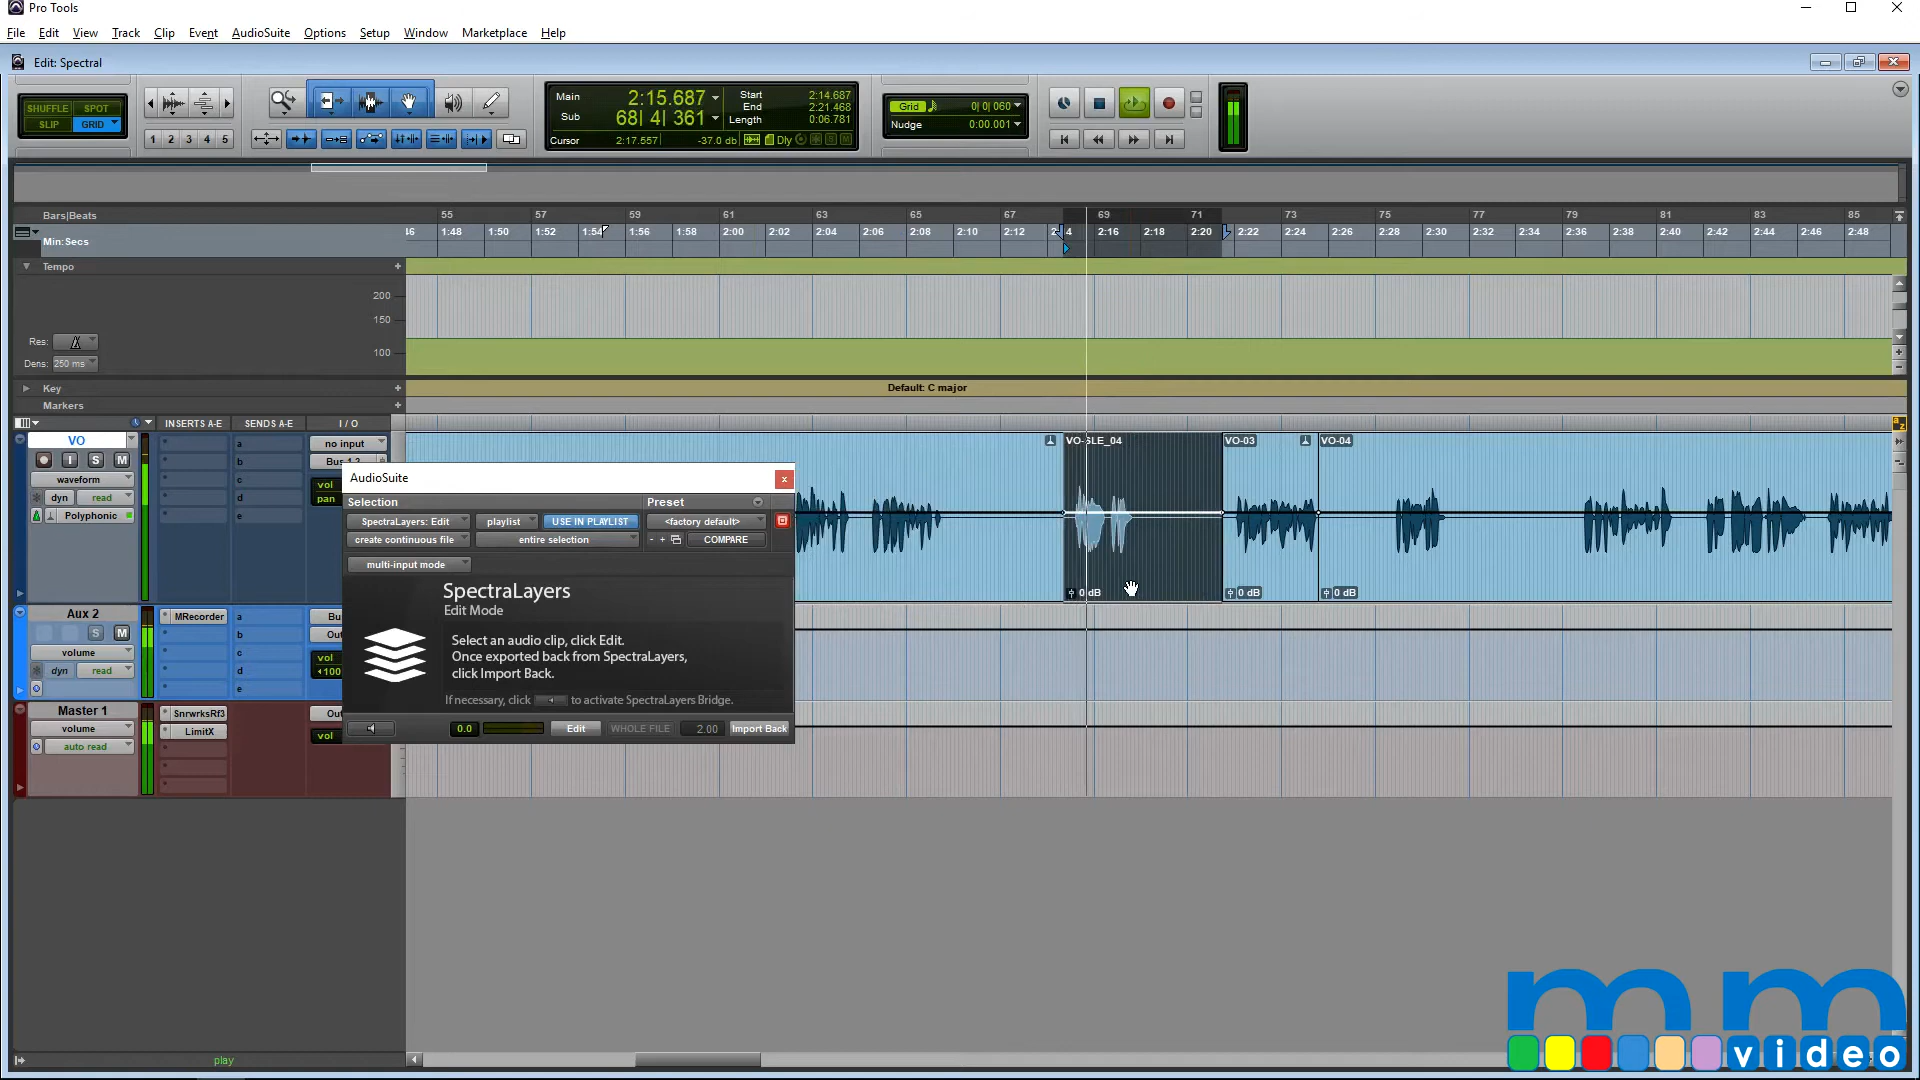 Pro Tools
File Edit View Track Clip Event AudioSuite Options Setup Window Marketplace Help
Edit: Spectral
SHUFFLE SPOT
SLIP GRID
1 2 3 4 5
Main 2:15.687
Sub 68| 4| 361
Start 2:14.687
End 2:21.468
Length 0:06.781
Cursor 2:17.557 -37.0 db Dly
Grid 0| 0| 060
Nudge 0:00.001
Bars|Beats 55 57 59 61 63 65 67 69 71 73 75 77 79 81 83 85
Min:Secs 1:48 1:50 1:52 1:54 1:56 1:58 2:00 2:02 2:04 2:06 2:08 2:10 2:12 2:16 2:18 2:20 2:22 2:24 2:26 2:28 2:30 2:32 2:34 2:36 2:38 2:40 2:42 2:44 2:46 2:48
Tempo
200
150
100
Res:
Dens: 250 ms
Key Default: C major
Markers
INSERTS A-E SENDS A-E I / O
VO
I S M
waveform
dyn read
Polyphonic
a
b
c
d
e
no input
Bus 1-2
vol
pan
VO-SLE_04 VO-03 VO-04
0 dB 0 dB 0 dB
AudioSuite
Selection Preset
SpectraLayers: Edit playlist USE IN PLAYLIST <factory default>
create continuous file entire selection - + COMPARE
multi-input mode
SpectraLayers
Edit Mode
Select an audio clip, click Edit.
Once exported back from SpectraLayers,
click Import Back.
If necessary, click to activate SpectraLayers Bridge.
0.0 Edit WHOLE FILE 2.00 Import Back
Aux 2
S M
volume
dyn read
MRecorder
a
b
c
d
e
Bu
Out
vol
100
Master 1
volume
auto read
SnrwrksRf3
LimitX
Out
vol
play
mm
video